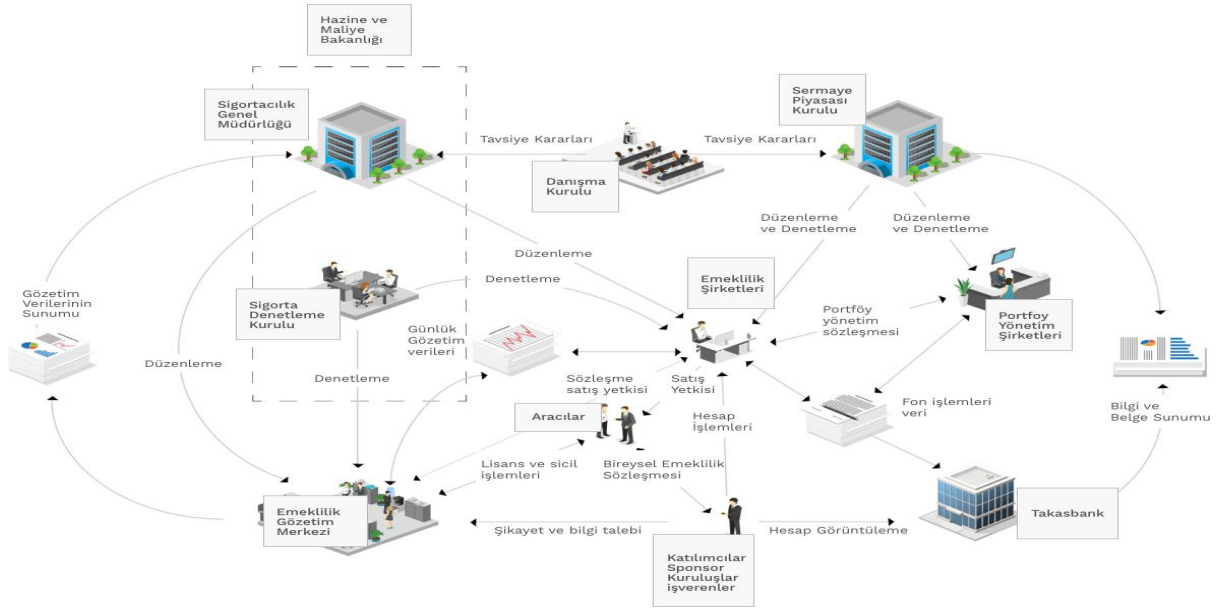 Hazine ve
Maliye
Bakanlığı
Sigortacılık
Genel
Müdürlüğü
Sermaye
Piyasası
Kurulu
Tavsiye Kararları
Tavsiye Kararları
Danışma
Kurulu
Düzenleme
ve Denetleme
Düzenleme
ve Denetleme
Düzenleme
Denetleme
Emeklilik
Şirketleri
Gözetim
Verilerinin
Sunumu
Sigorta
Denetleme
Kurulu
Günlük
Gözetim
verileri
Portföy
yönetim
sözleşmesi
Portfoy
Yönetim
Şirketleri
Düzenleme
Denetleme
Sözleşme
satış yetkisi
Satış
Yetkisi
Aracılar
Hesap
İşlemleri
Fon işlemleri
veri
Bilgi ve
Belge Sunumu
Lisans ve sicil
işlemleri
Bireysel Emeklilik
Sözleşmesi
Emeklilik
Gözetim
Merkezi
Takasbank
Şikayet ve bilgi talebi
Hesap Görüntüleme
Katılımcılar
Sponsor
Kuruluşlar
işverenler